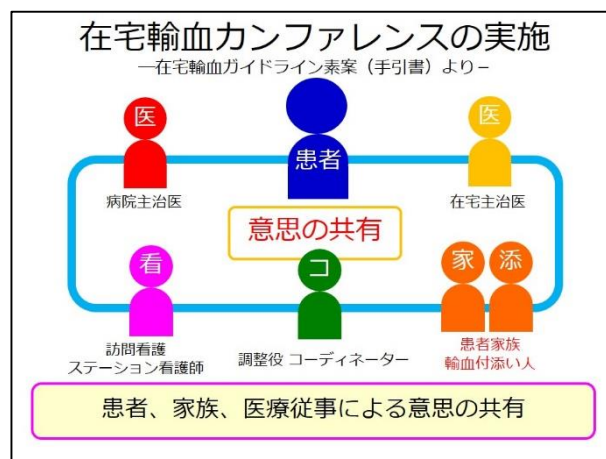 在宅輸血カンファレンスの実施
―在宅輸血ガイドライン素案（手引書）より−
医
患者
医
病院主治医
在宅主治医
意思の共有
看
コ
家
添
訪問看護
ステーション看護師
調整役 コーディネーター
患者家族
輸血付添い人
患者、家族、医療従事による意思の共有